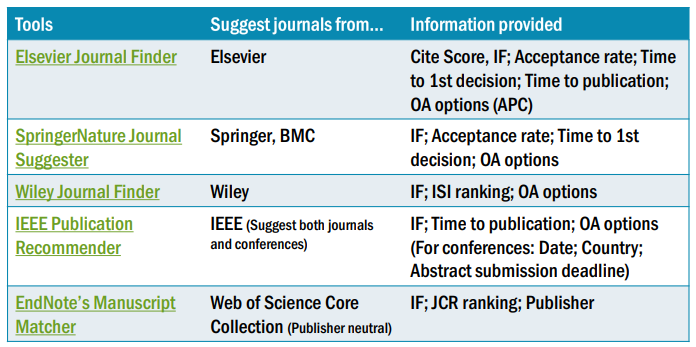 Tools Suggest journals from... Information provided
Elsevier Journal Finder Elsevier Cite Score, IF; Acceptance rate; Time
to 1st decision; Time to publication;
OA options (APC)
SpringerNature Journal Springer, BMC IF; Acceptance rate; Time to 1st
Suggester decision; OA options
Wiley Journal Finder Wiley IF; ISI ranking; OA options
IEEE Publication IEEE (Suggest both journals IF; Time to publication; OA options
Recommender and conferences) (For conferences: Date; Country;
Abstract submission deadline)
EndNote's Manuscript Web of Science Core IF; JCR ranking; Publisher
Matcher Collection (Publisher neutral)